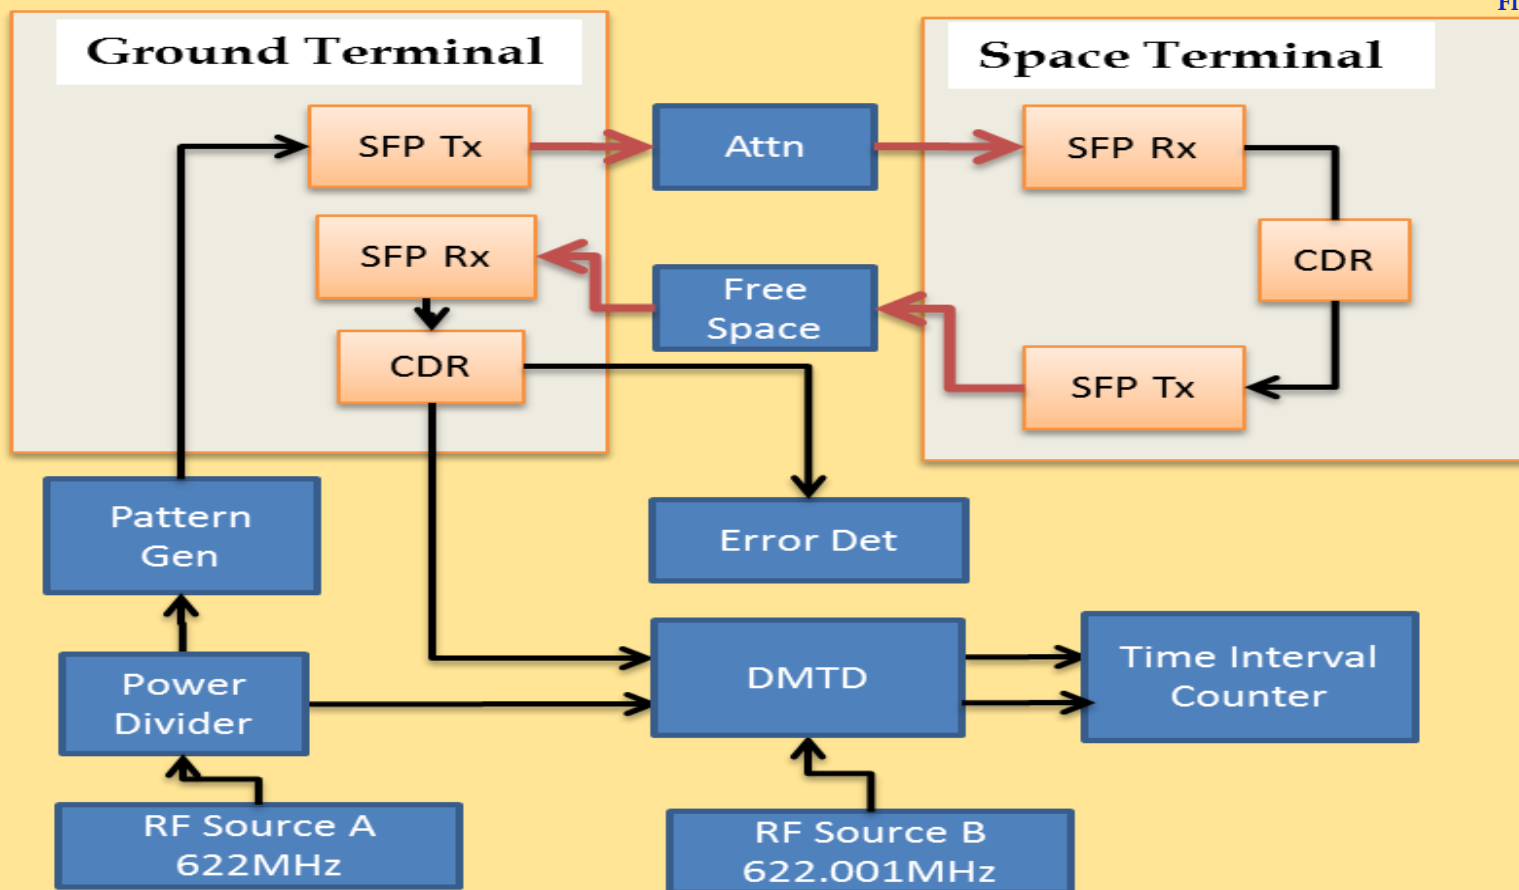 Ground Terminal
Space Terminal
SFP Tx
Attn
SFP Rx
SFP Rx
Free
Space
CDR
CDR
SFP Tx
Pattern
Gen
Error Det
Power
Divider
DMTD
Time Interval
Counter
RF Source A
622MHz
RF Source B
622.001MHz